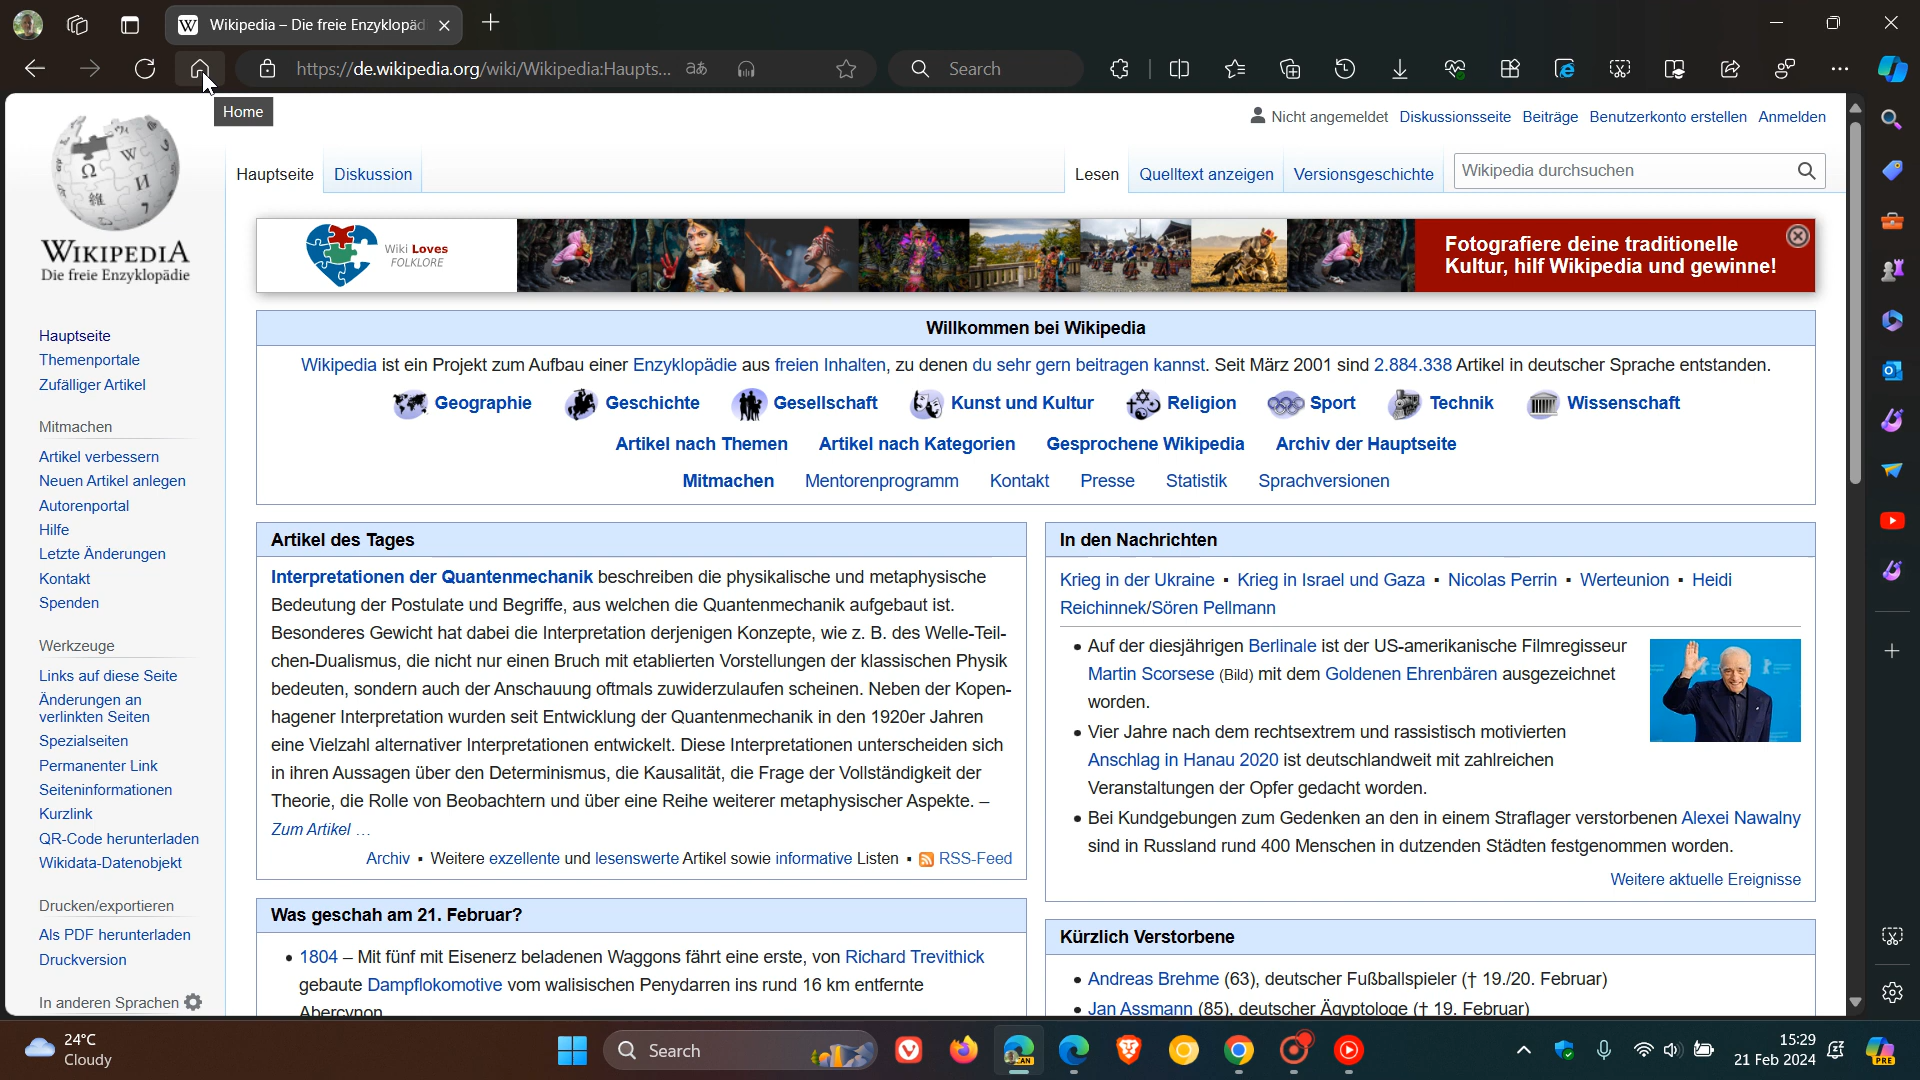 Wikipedia – Die freie Enzyklopäd
https://de.wikipedia.org/wiki/Wikipedia:Haupts...
aあ
Search
Home
WIKIPEDIA
Die freie Enzyklopädie
Nicht angemeldet Diskussionsseite Beiträge Benutzerkonto erstellen Anmelden
Hauptseite Diskussion
Lesen Quelltext anzeigen Versionsgeschichte
Wikipedia durchsuchen
Wiki Loves
FOLKLORE
Fotografiere deine traditionelle
Kultur, hilf Wikipedia und gewinne!
Hauptseite
Themenportale
Zufälliger Artikel
Mitmachen
Artikel verbessern
Neuen Artikel anlegen
Autorenportal
Hilfe
Letzte Änderungen
Kontakt
Spenden
Werkzeuge
Links auf diese Seite
Änderungen an
verlinkten Seiten
Spezialseiten
Permanenter Link
Seiteninformationen
Kurzlink
QR-Code herunterladen
Wikidata-Datenobjekt
Drucken/exportieren
Als PDF herunterladen
Druckversion
In anderen Sprachen
Willkommen bei Wikipedia
Wikipedia ist ein Projekt zum Aufbau einer Enzyklopädie aus freien Inhalten, zu denen du sehr gern beitragen kannst. Seit März 2001 sind 2.884.338 Artikel in deutscher Sprache entstanden.
Geographie Geschichte Gesellschaft Kunst und Kultur Religion Sport Technik Wissenschaft
Artikel nach Themen Artikel nach Kategorien Gesprochene Wikipedia Archiv der Hauptseite
Mitmachen Mentorenprogramm Kontakt Presse Statistik Sprachversionen
Artikel des Tages
Interpretationen der Quantenmechanik beschreiben die physikalische und metaphysische
Bedeutung der Postulate und Begriffe, aus welchen die Quantenmechanik aufgebaut ist.
Besonderes Gewicht hat dabei die Interpretation derjenigen Konzepte, wie z. B. des Welle-Teil-
chen-Dualismus, die nicht nur einen Bruch mit etablierten Vorstellungen der klassischen Physik
bedeuten, sondern auch der Anschauung oftmals zuwiderzulaufen scheinen. Neben der Kopen-
hagener Interpretation wurden seit Entwicklung der Quantenmechanik in den 1920er Jahren
eine Vielzahl alternativer Interpretationen entwickelt. Diese Interpretationen unterscheiden sich
in ihren Aussagen über den Determinismus, die Kausalität, die Frage der Vollständigkeit der
Theorie, die Rolle von Beobachtern und über eine Reihe weiterer metaphysischer Aspekte. –
Zum Artikel …
Archiv ▪ Weitere exzellente und lesenswerte Artikel sowie informative Listen ▪ RSS-Feed
Was geschah am 21. Februar?
• 1804 – Mit fünf mit Eisenerz beladenen Waggons fährt eine erste, von Richard Trevithick
gebaute Dampflokomotive vom walisischen Penydarren ins rund 16 km entfernte
Abercynon
In den Nachrichten
Krieg in der Ukraine ▪ Krieg in Israel und Gaza ▪ Nicolas Perrin ▪ Werteunion ▪ Heidi
Reichinnek/Sören Pellmann
• Auf der diesjährigen Berlinale ist der US-amerikanische Filmregisseur
Martin Scorsese (Bild) mit dem Goldenen Ehrenbären ausgezeichnet
worden.
• Vier Jahre nach dem rechtsextrem und rassistisch motivierten
Anschlag in Hanau 2020 ist deutschlandweit mit zahlreichen
Veranstaltungen der Opfer gedacht worden.
• Bei Kundgebungen zum Gedenken an den in einem Straflager verstorbenen Alexei Nawalny
sind in Russland rund 400 Menschen in dutzenden Städten festgenommen worden.
Weitere aktuelle Ereignisse
Kürzlich Verstorbene
• Andreas Brehme (63), deutscher Fußballspieler († 19./20. Februar)
• Jan Assmann (85), deutscher Ägyptologe († 19. Februar)
24°C
Cloudy
Search
CAN
15:29
21 Feb 2024
PRE